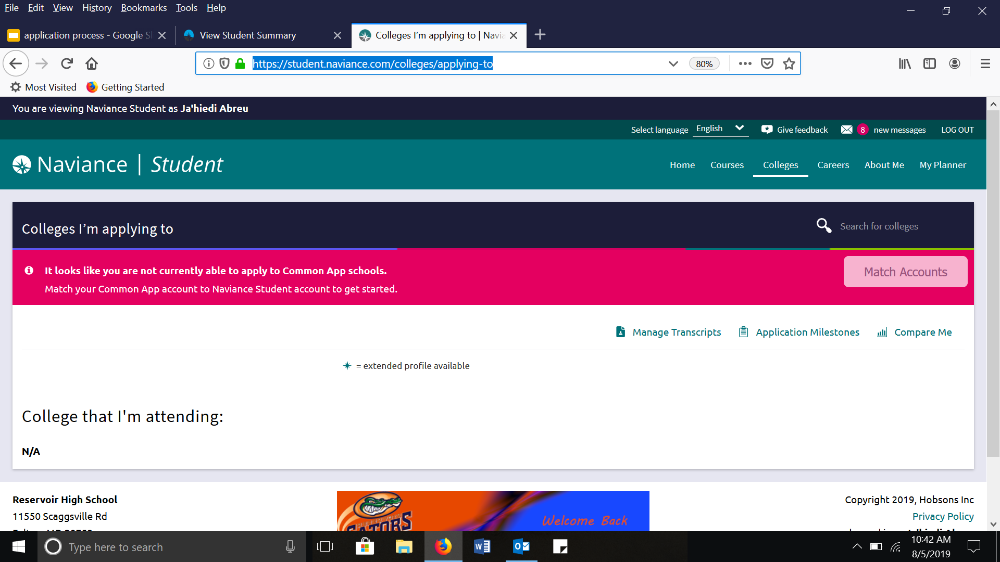 File Edit View History Bookmarks Tools Help
application process - Google Sl
View Student Summary
Colleges I'm applying to | Navia
https://student.naviance.com/colleges/applying-to
80%
Most Visited Getting Started
You are viewing Naviance Student as Ja'hiedi Abreu
Select language English Give feedback 8 new messages LOG OUT
Naviance | Student
Home Courses Colleges Careers About Me My Planner
Colleges I'm applying to
Search for colleges
It looks like you are not currently able to apply to Common App schools.
Match your Common App account to Naviance Student account to get started.
Match Accounts
Manage Transcripts Application Milestones Compare Me
= extended profile available
College that I'm attending:
N/A
Reservoir High School
11550 Scaggsville Rd
GATORS
Welcome Back
Copyright 2019, Hobsons Inc
Privacy Policy
Type here to search
10:42 AM
8/5/2019